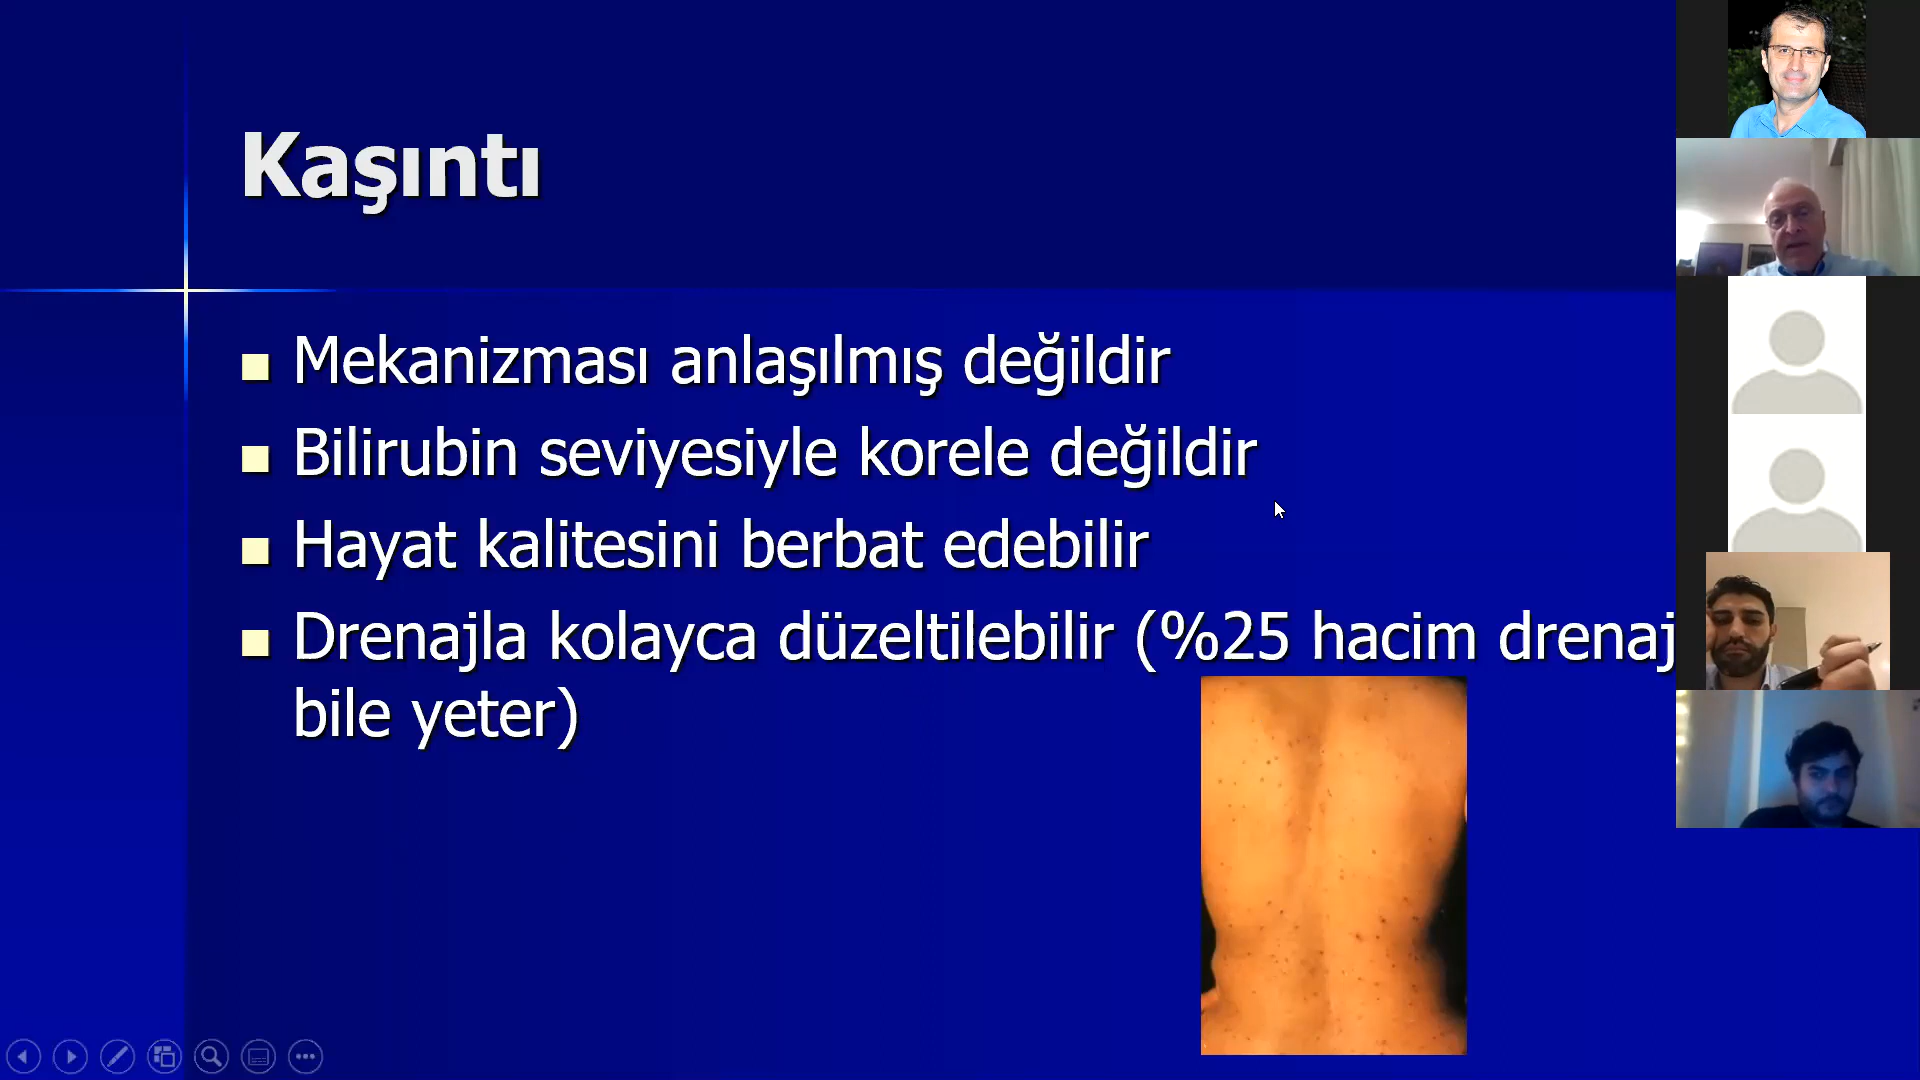 Kaşıntı
Mekanizması anlaşılmış değildir
Bilirubin seviyesiyle korele değildir
Hayat kalitesini berbat edebilir
Drenajla kolayca düzeltilebilir (%25 hacim drenaj
bile yeter)